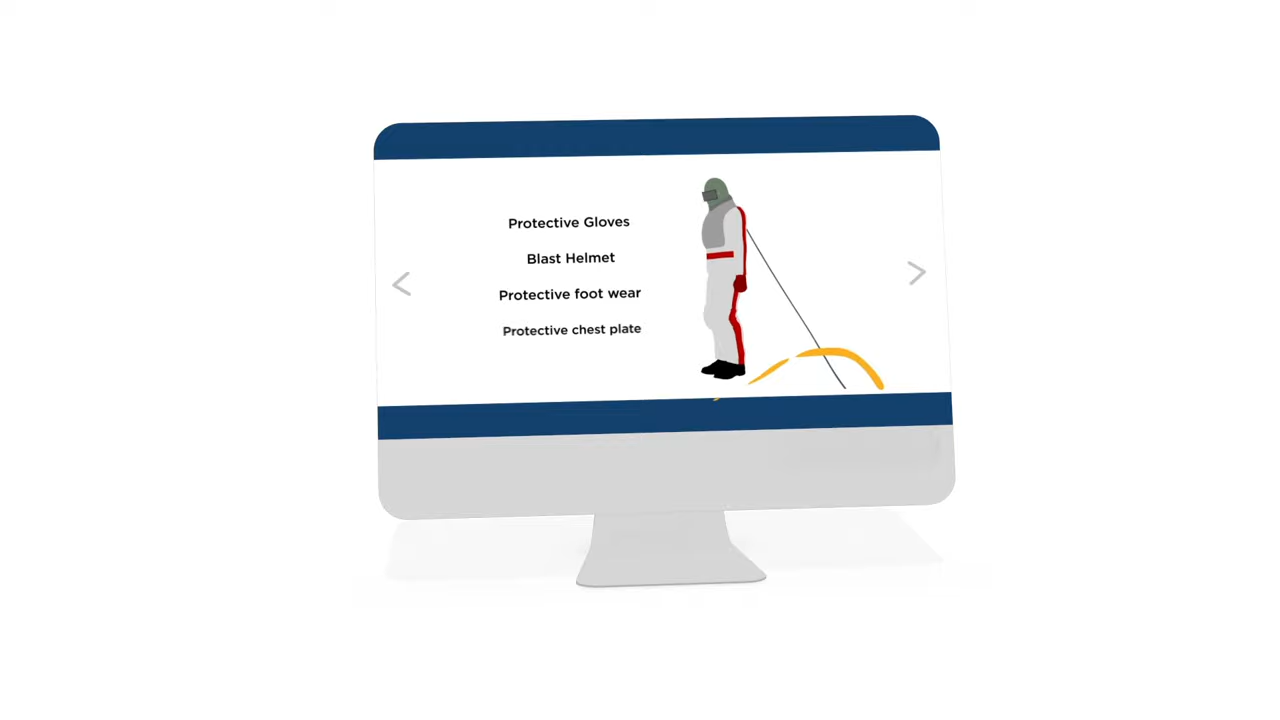 Protective Gloves
Blast Helmet
Protective foot wear
Protective chest plate